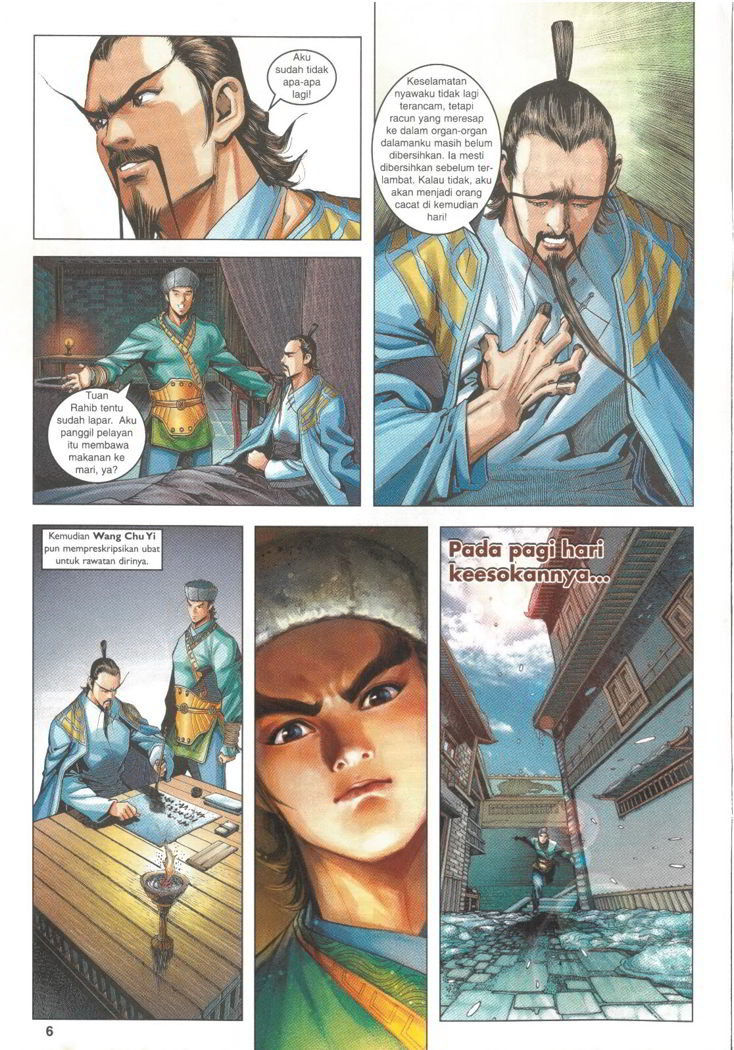 Aku
sudah tidak
apa-apa
lagi!
Keselamatan
nyawaku tidak lagi
terancam, tetapi
racun yang meresap
ke dalam organ-organ
dalamanku masih belum
dibersihkan. Ia mesti
dibersihkan sebelum ter-
lambat. Kalau tidak, aku
akan menjadi orang
cacat di kemudian
hari!
Tuan
Rahib tentu
sudah lapar. Aku
panggil pelayan
itu membawa
makanan ke
mari, ya?
Kemudian Wang Chu Yi
pun mempreskripsikan ubat
untuk rawatan dirinya.
Pada pagi hari
keesokannya...
6